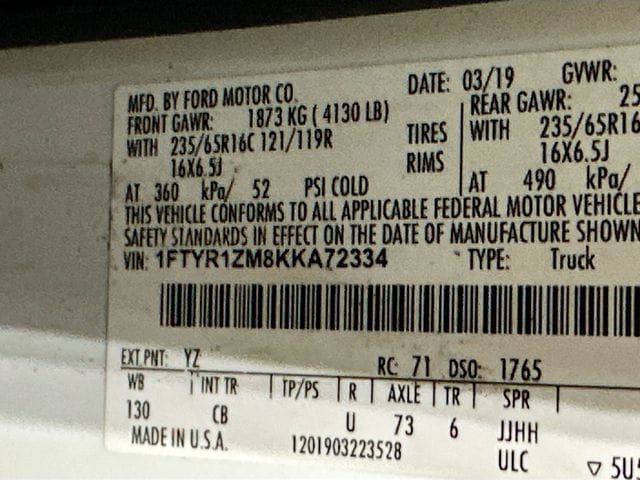 MFD. BY FORD MOTOR CO. DATE: 03/19 GVWR:
FRONT GAWR: 1873 KG ( 4130 LB) REAR GAWR: 25
WITH 235/65R16C 121/119R TIRES WITH 235/65R16
16X6.5J RIMS 16X6.5J
AT 360 kPa/ 52 PSI COLD AT 490 kPa/
THIS VEHICLE CONFORMS TO ALL APPLICABLE FEDERAL MOTOR VEHICLE
SAFETY STANDARDS IN EFFECT ON THE DATE OF MANUFACTURE SHOWN
VIN: 1FTYR1ZM8KKA72334 TYPE: Truck
EXT PNT: YZ RC: 71 DSO: 1765
WB INT TR TP/PS R AXLE TR SPR
130 CB U 73 6 JJHH
MADE IN U.S.A. 1201903223528 ULC
▽ 5U5